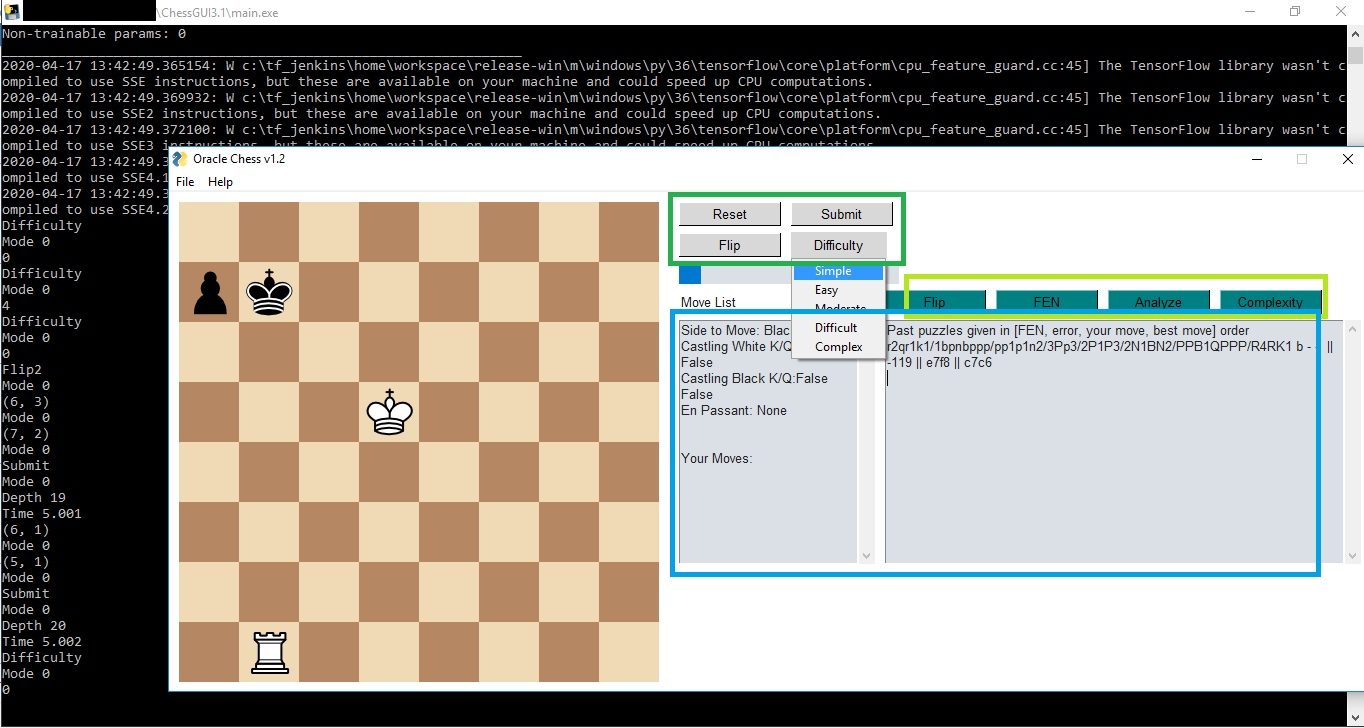 \ChessGUI3.1\main.exe
Non-trainable params: 0
2020-04-17 13:42:49.365154: W c:\tf_jenkins\home\workspace\release-win\m\windows\py\36\tensorflow\core\platform\cpu_feature_guard.cc:45] The TensorFlow library wasn't c
ompiled to use SSE instructions, but these are available on your machine and could speed up CPU computations.
2020-04-17 13:42:49.369932: W c:\tf_jenkins\home\workspace\release-win\m\windows\py\36\tensorflow\core\platform\cpu_feature_guard.cc:45] The TensorFlow library wasn't c
ompiled to use SSE2 instructions, but these are available on your machine and could speed up CPU computations.
2020-04-17 13:42:49.372100: W c:\tf_jenkins\home\workspace\release-win\m\windows\py\36\tensorflow\core\platform\cpu_feature_guard.cc:45] The TensorFlow library wasn't c
ompiled to use SSE3 instructions, but these are available on your machine and could speed up CPU computations.
2020-04-17 13:42:49.3
ompiled to use SSE4.1
2020-04-17 13:42:49.3
ompiled to use SSE4.2
Difficulty
Mode 0
0
Difficulty
Mode 0
4
Difficulty
Mode 0
0
Flip2
Mode 0
(6, 3)
Mode 0
(7, 2)
Mode 0
Submit
Mode 0
Depth 19
Time 5.001
(6, 1)
Mode 0
(5, 1)
Mode 0
Submit
Mode 0
Depth 20
Time 5.002
Difficulty
Mode 0
0
Oracle Chess v1.2
File Help
Reset Submit
Flip Difficulty
Simple
Easy
Moderate
Difficult
Complex
Move List
Flip FEN Analyze Complexity
Side to Move: Blac
Castling White K/Q:
False
Castling Black K/Q:False
False
En Passant: None
Your Moves:
Past puzzles given in [FEN, error, your move, best move] order
r2qr1k1/1bpnbppp/pp1p1n2/3Pp3/2P1P3/2N1BN2/PPB1QPPP/R4RK1 b - - ||
-119 || e7f8 || c7c6